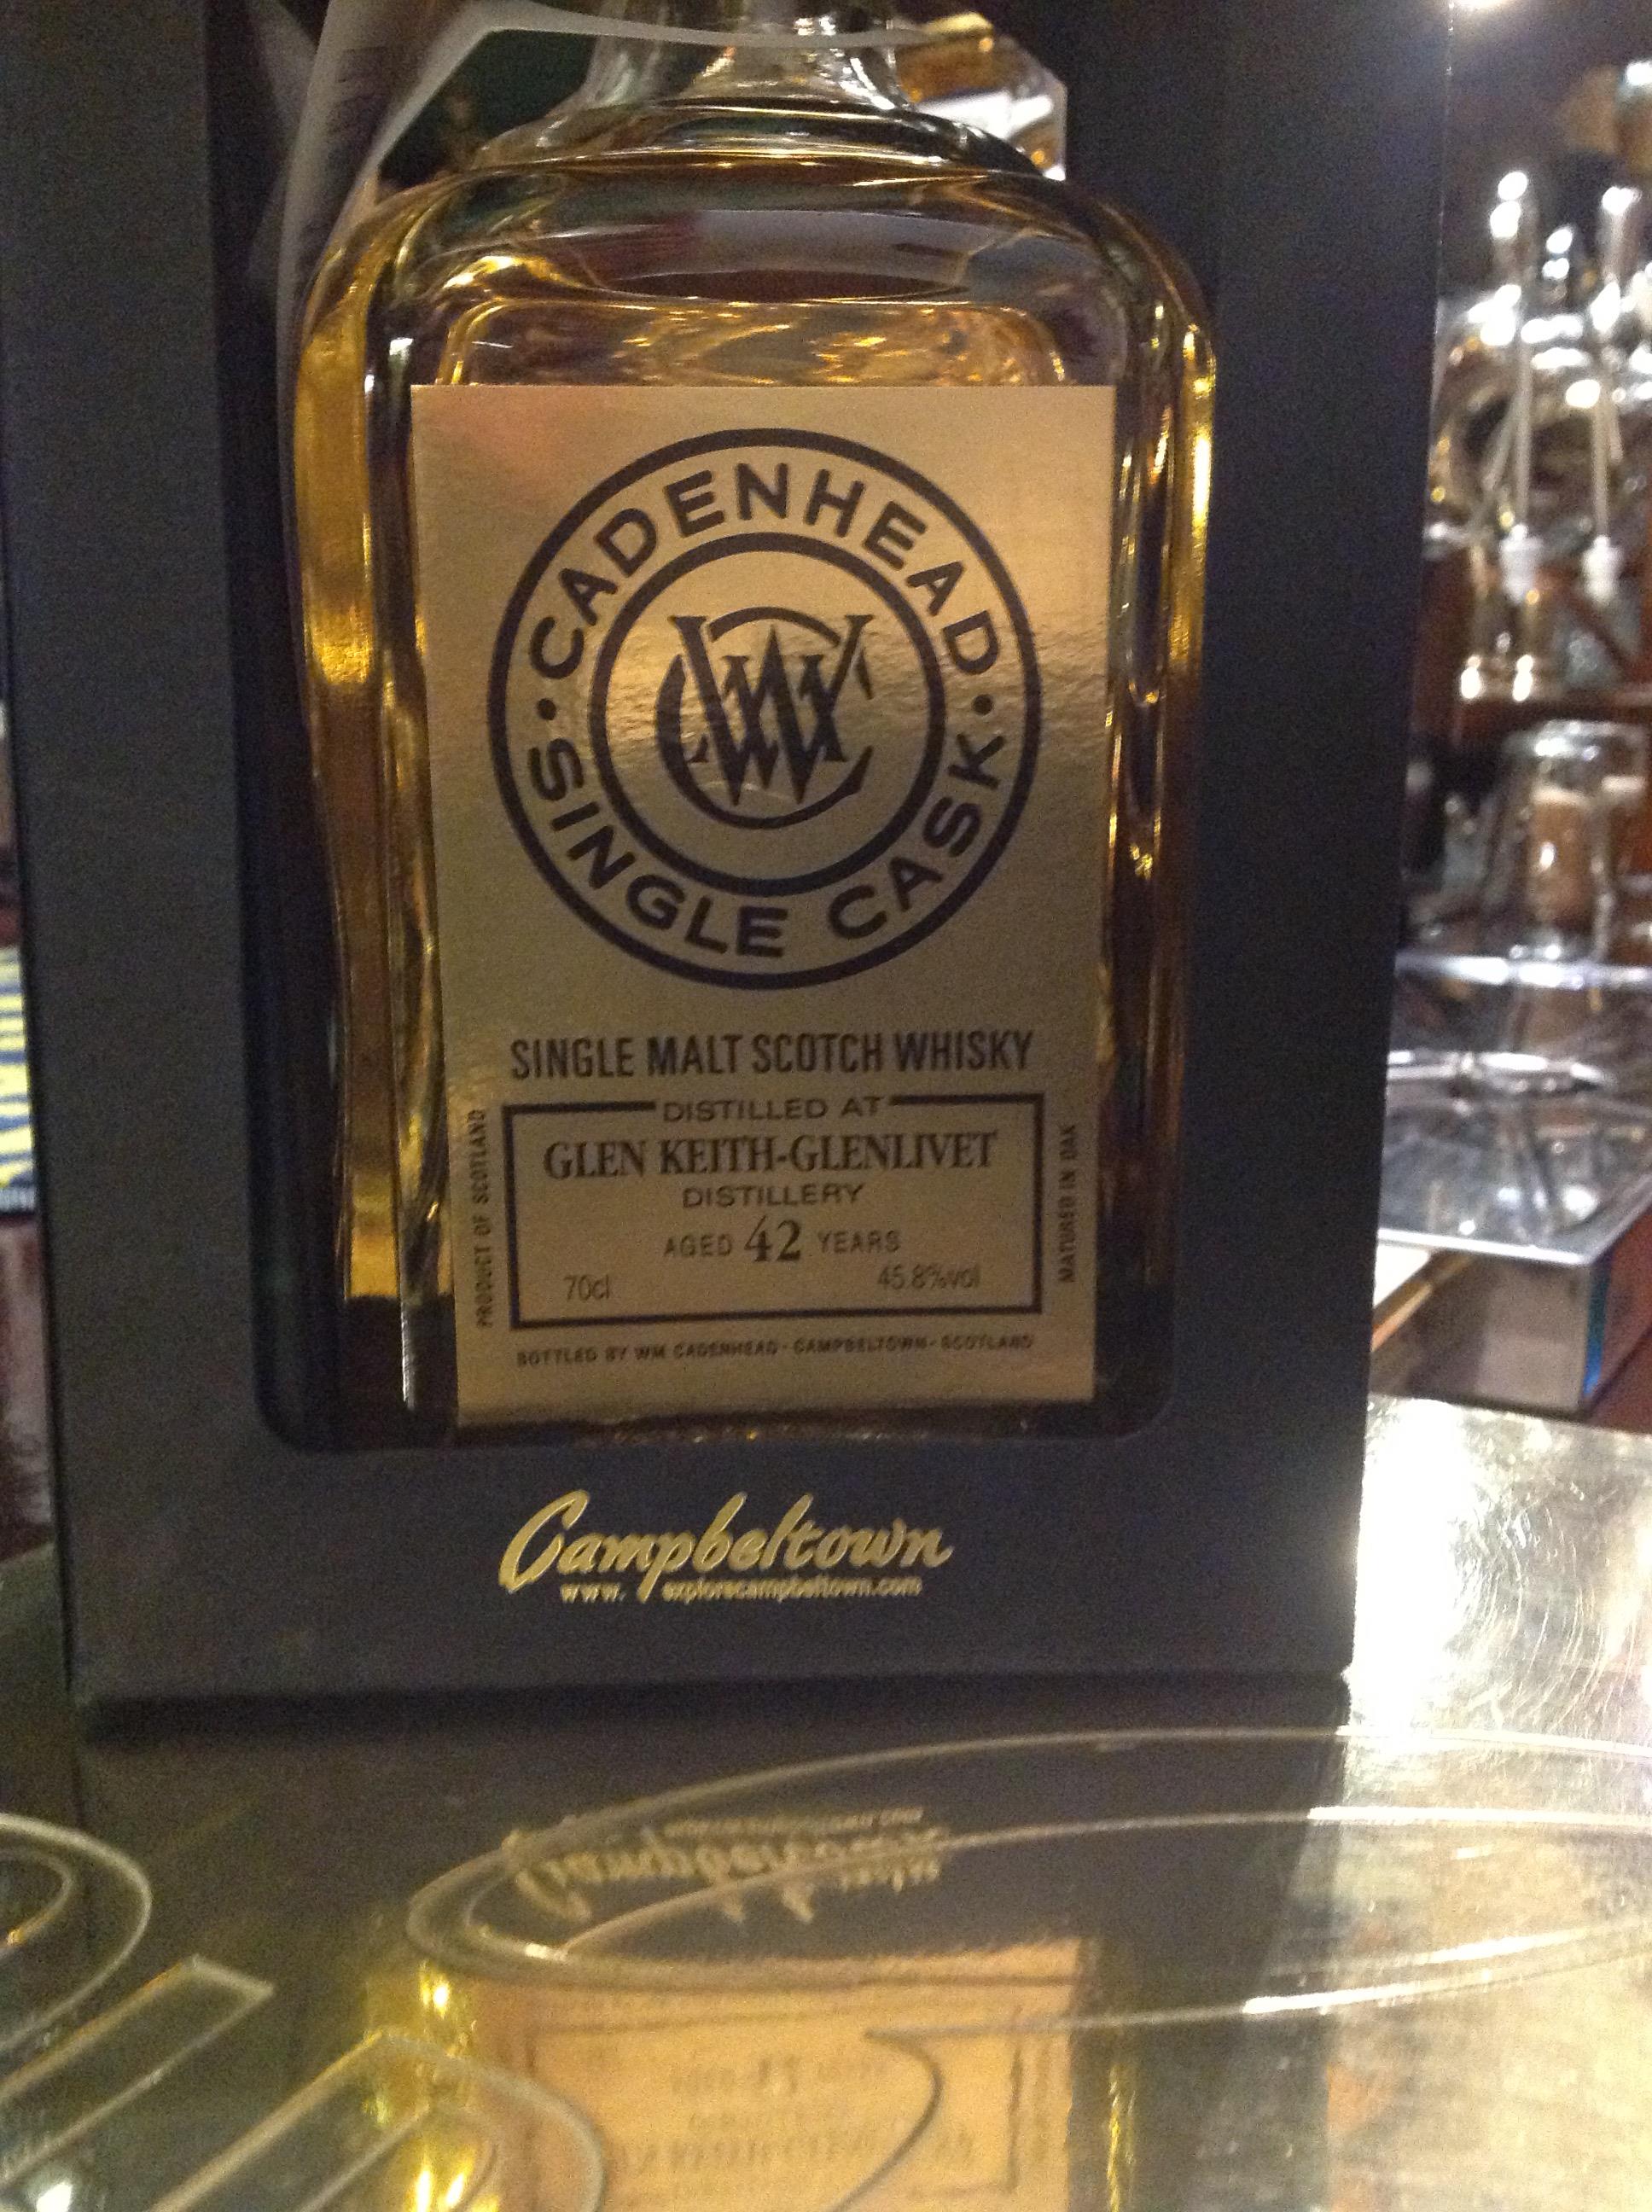 CADENHEAD
· SINGLE CASK ·
WC
SINGLE MALT SCOTCH WHISKY
DISTILLED AT
GLEN KEITH-GLENLIVET
DISTILLERY
AGED 42 YEARS
70cl 45.8%vol
PRODUCT OF SCOTLAND
MATURED IN OAK
BOTTLED BY WM CADENHEAD · CAMPBELTOWN · SCOTLAND
Campbeltown
www.explorecampbeltown.com